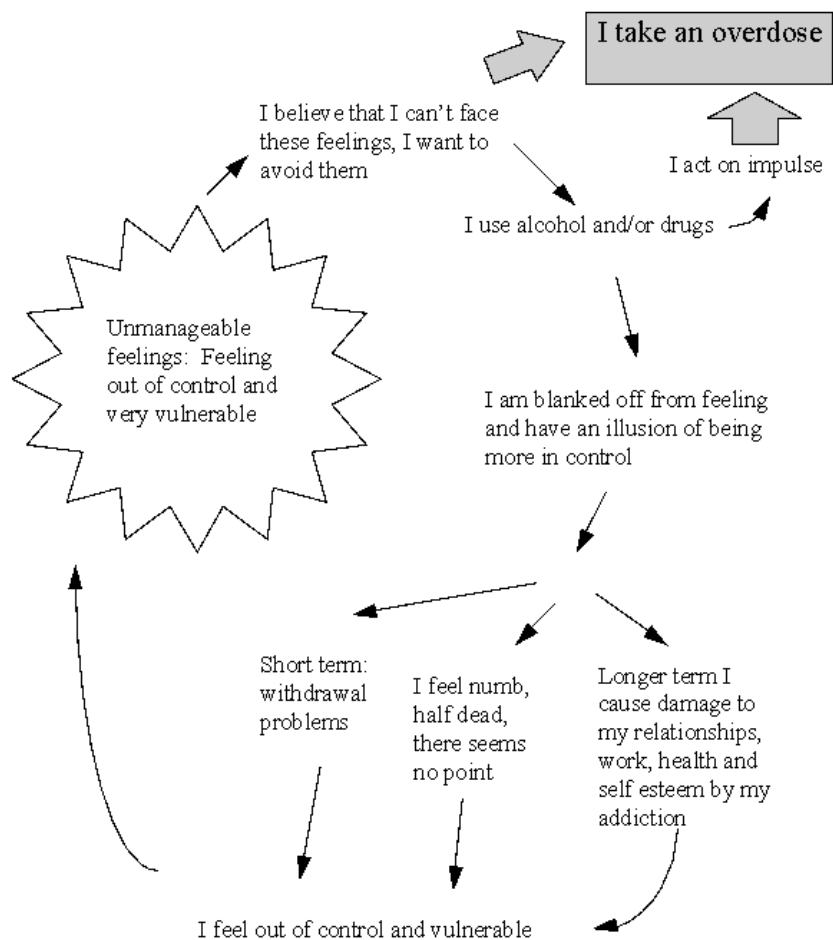 I take an overdose
I believe that I can't face
these feelings, I want to
avoid them
I act on impulse
I use alcohol and/or drugs
Unmanageable
feelings: Feeling
out of control and
very vulnerable
I am blanked off from feeling
and have an illusion of being
more in control
Short term:
withdrawal
problems
I feel numb,
half dead,
there seems
no point
Longer term I
cause damage to
my relationships,
work, health and
self esteem by my
addiction
I feel out of control and vulnerable